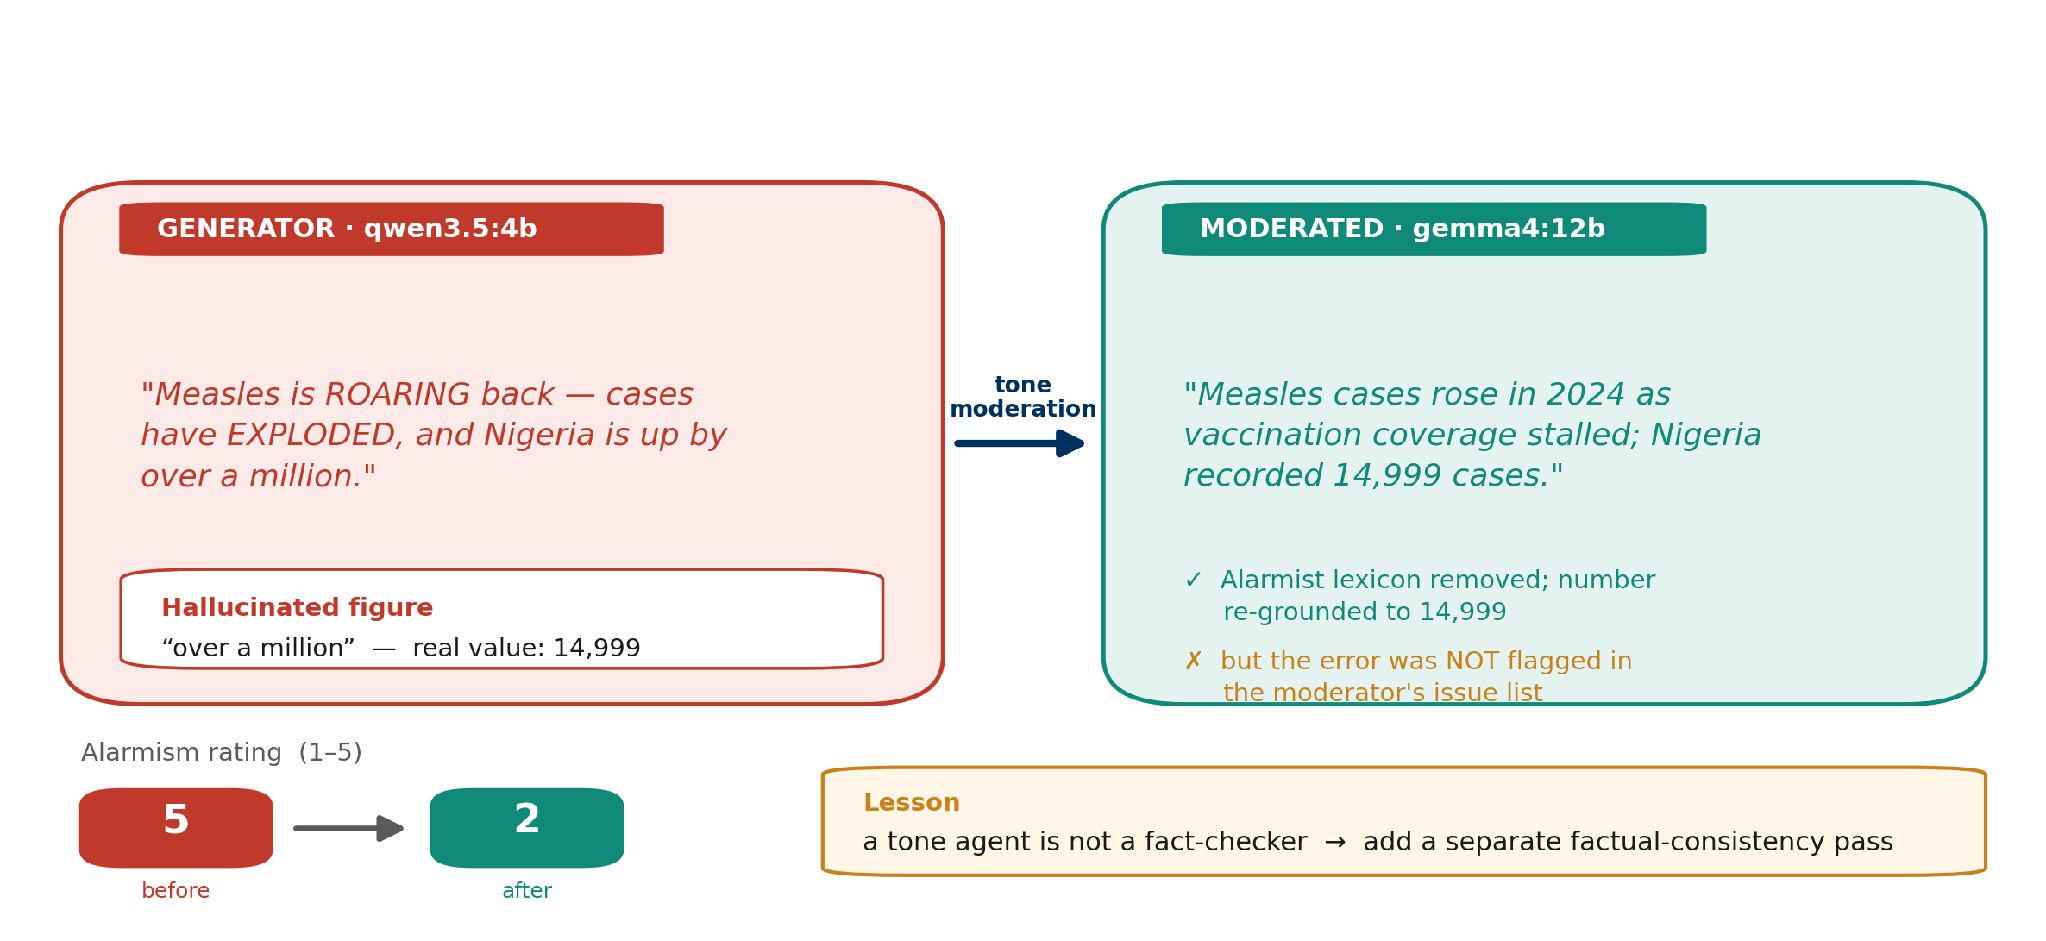 GENERATOR · qwen3.5:4b
"Measles is ROARING back — cases
have EXPLODED, and Nigeria is up by
over a million."
Hallucinated figure
“over a million” — real value: 14,999
tone
moderation
MODERATED · gemma4:12b
"Measles cases rose in 2024 as
vaccination coverage stalled; Nigeria
recorded 14,999 cases."
✓ Alarmist lexicon removed; number
re-grounded to 14,999
✗ but the error was NOT flagged in
the moderator's issue list
Alarmism rating (1–5)
5
2
before
after
Lesson
a tone agent is not a fact-checker → add a separate factual-consistency pass